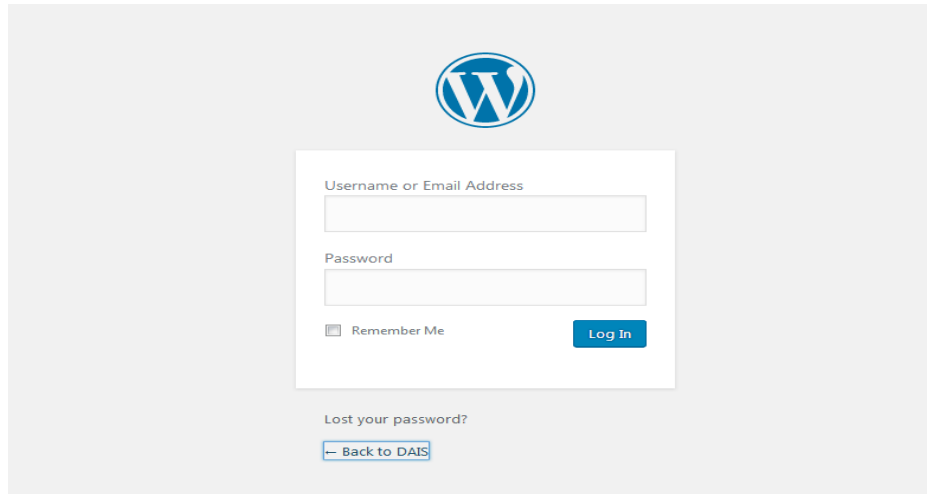 Username or Email Address
Password
Remember Me
Log In
Lost your password?
← Back to DAIS